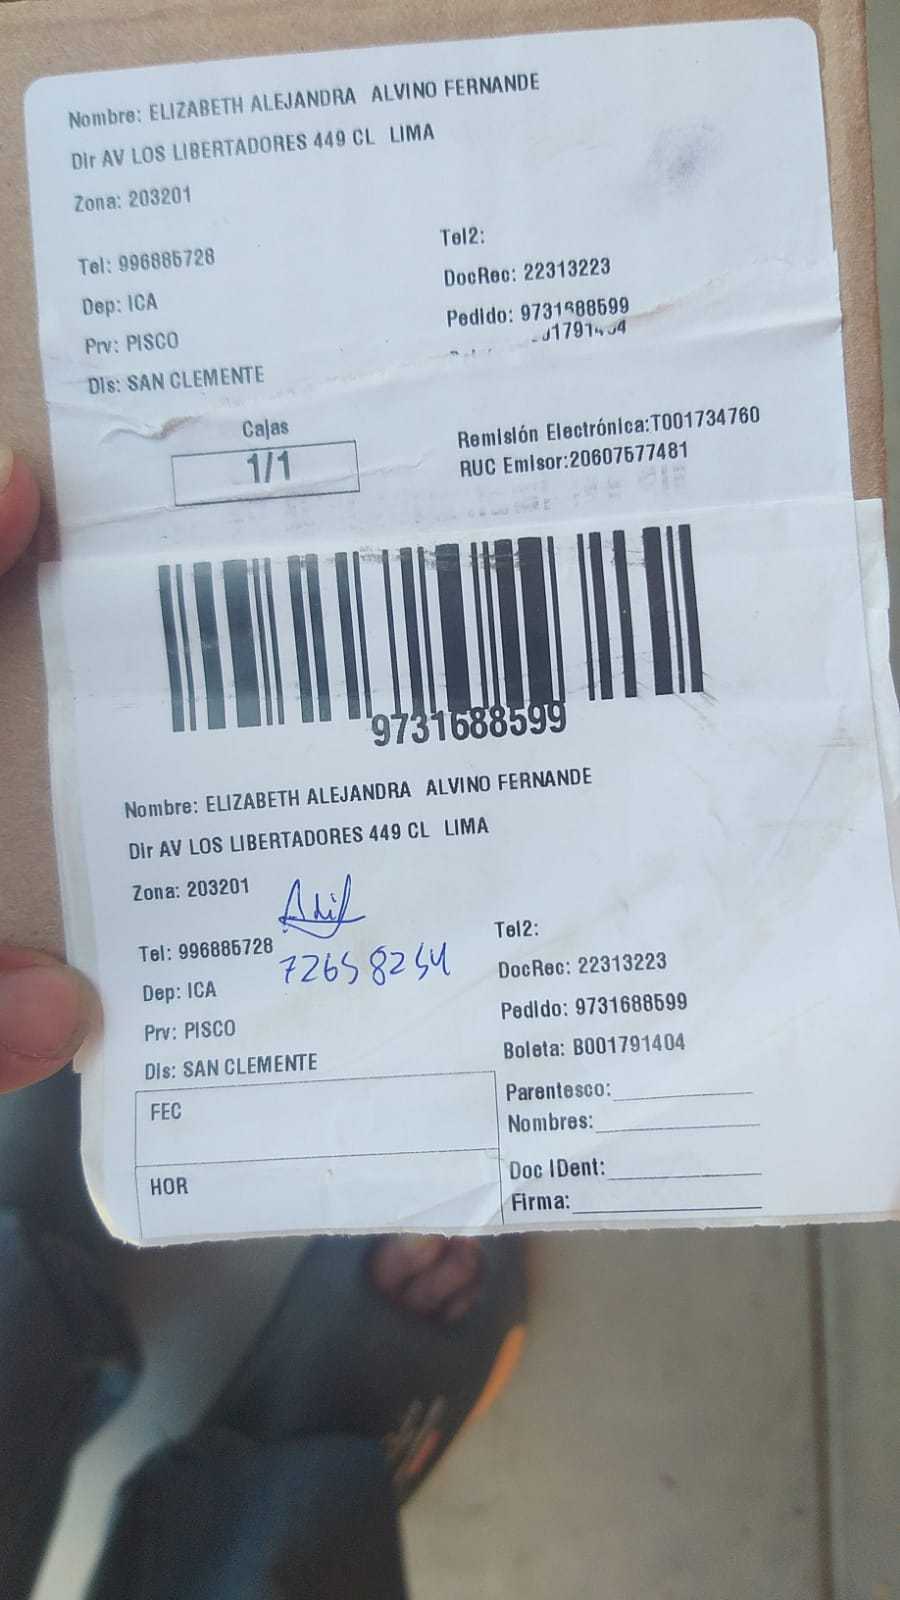 Nombre: ELIZABETH ALEJANDRA ALVINO FERNANDE
Dir AV LOS LIBERTADORES 449 CL LIMA
Zona: 203201
Tel: 996885728
Tel2:
Dep: ICA
DocRec: 22313223
Prv: PISCO
Pedido: 9731688599
Dis: SAN CLEMENTE
Cajas
1/1
Remisión Electrónica:T001734760
RUC Emisor:20607577481
9731688599
Nombre: ELIZABETH ALEJANDRA ALVINO FERNANDE
Dir AV LOS LIBERTADORES 449 CL LIMA
Zona: 203201
Tel: 996885728
72658254
Tel2:
Dep: ICA
DocRec: 22313223
Prv: PISCO
Pedido: 9731688599
Dis: SAN CLEMENTE
Boleta: B001791404
FEC
Parentesco:
Nombres:
HOR
Doc IDent:
Firma: